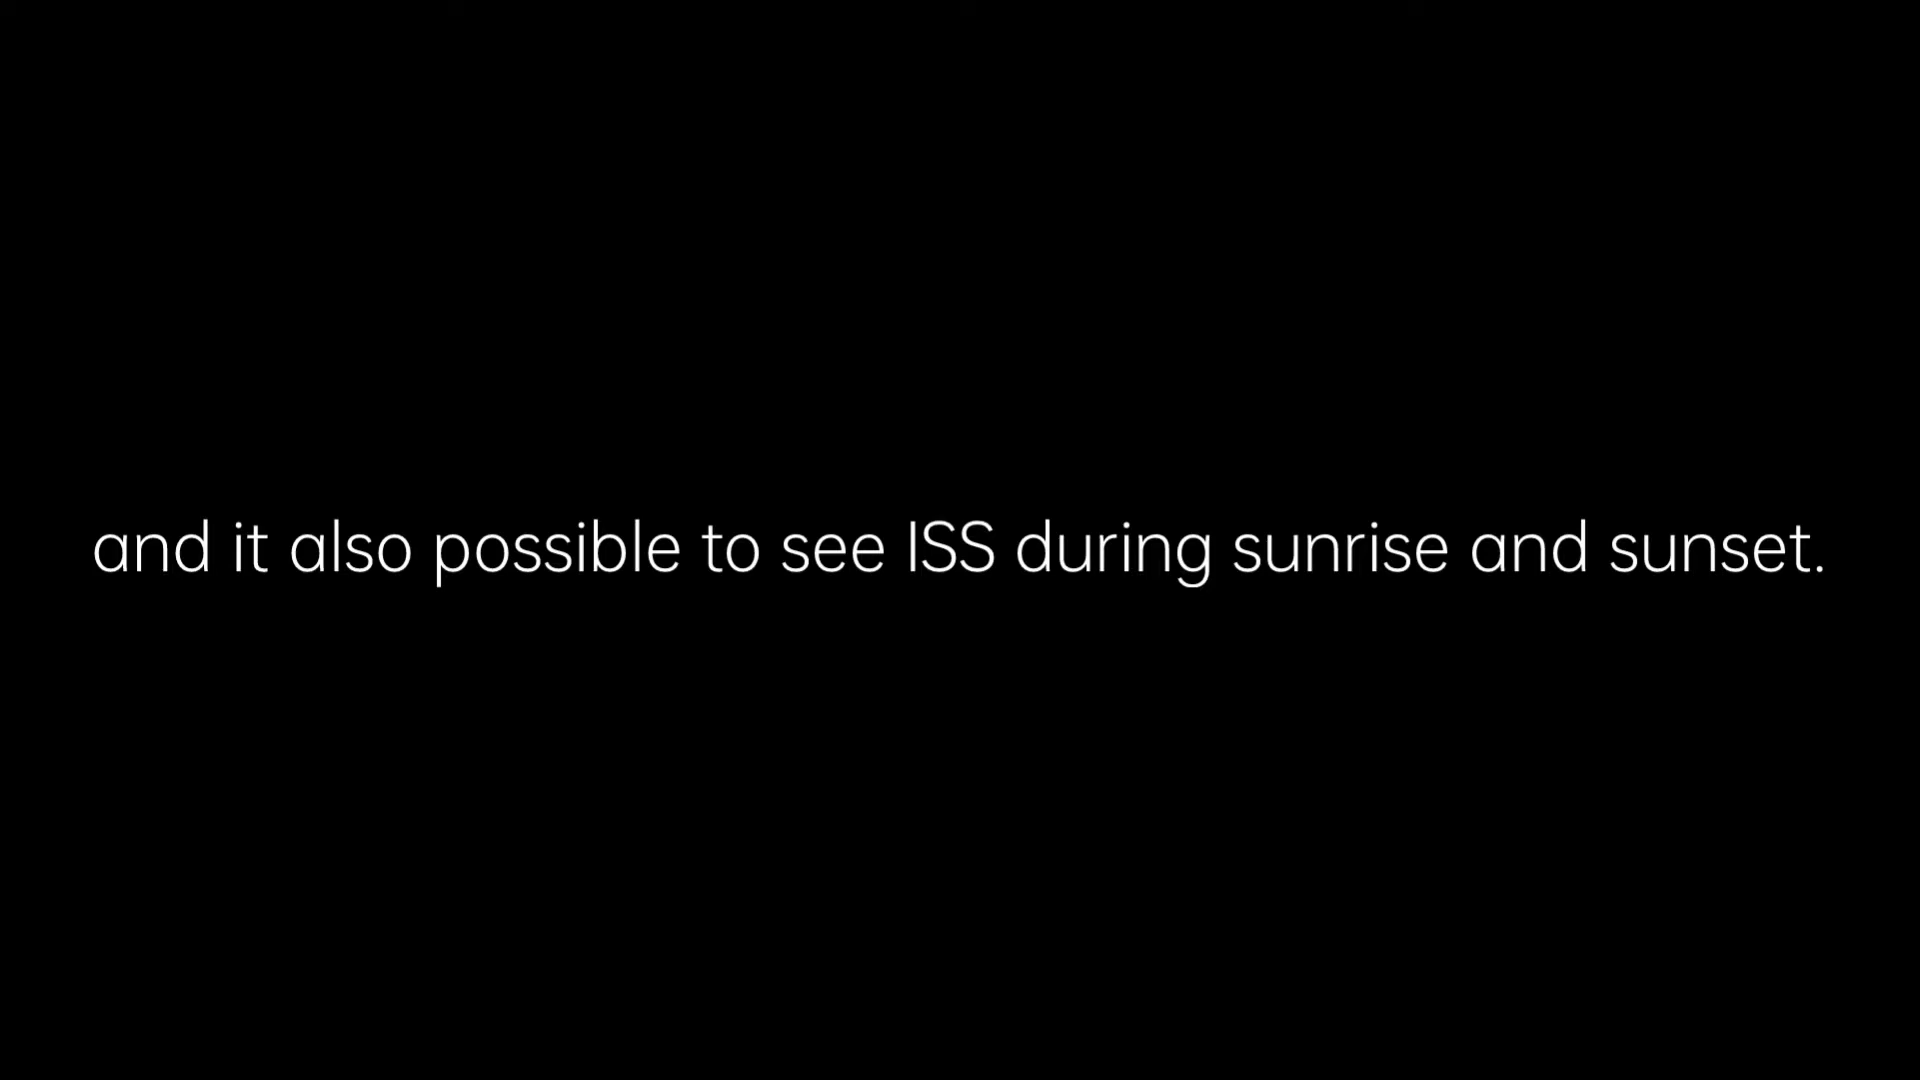 and it also possible to see ISS during sunrise and sunset.